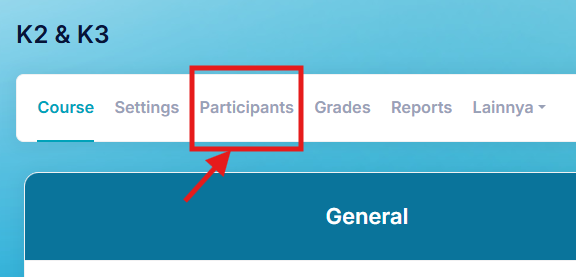 K2 & K3
Course Settings Participants Grades Reports Lainnya
General